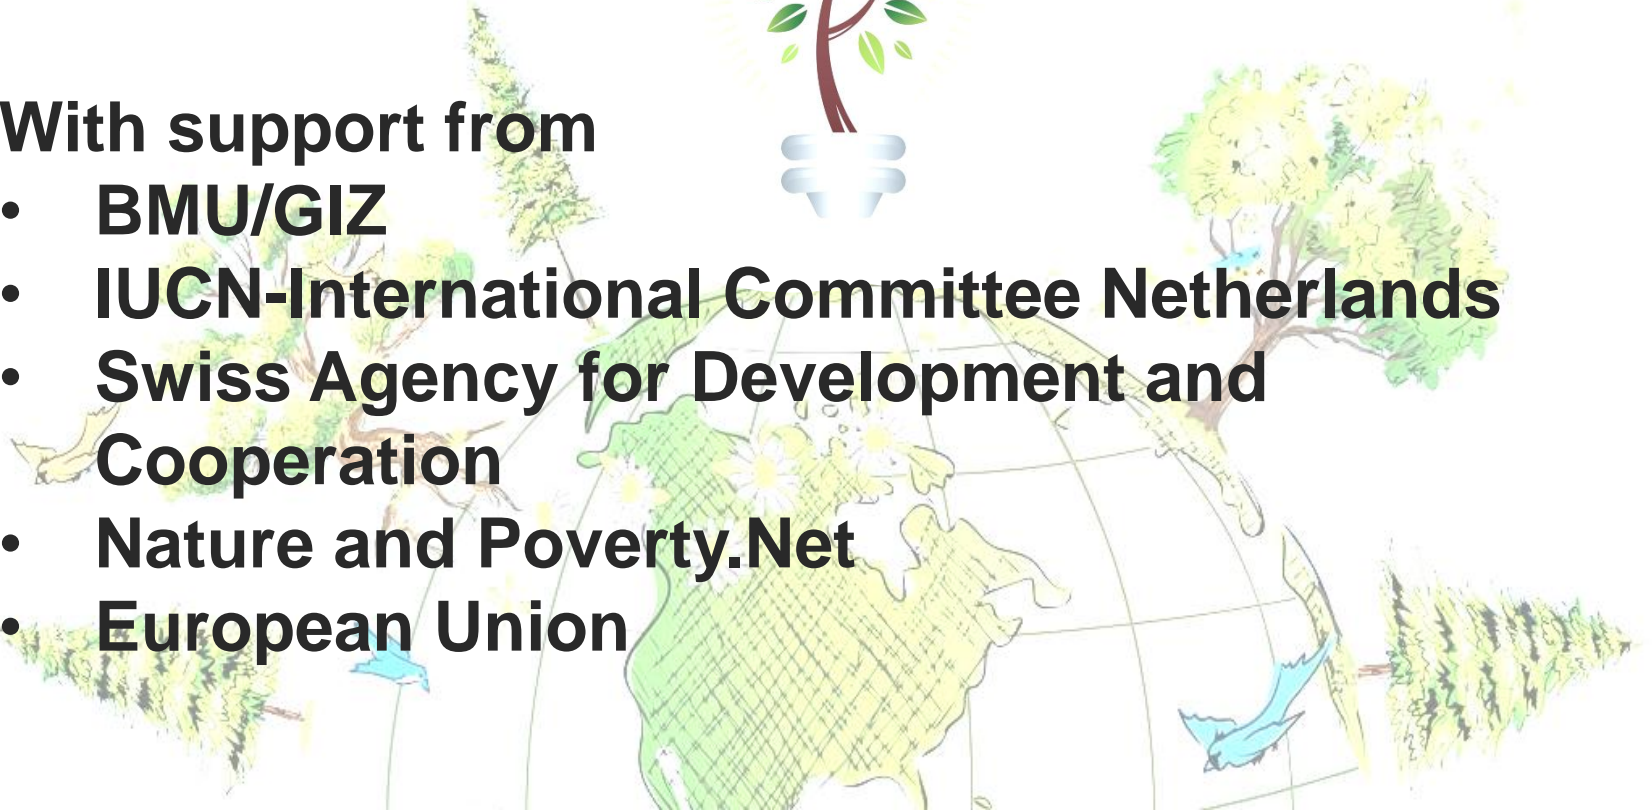 With support from
• BMU/GIZ
• IUCN-International Committee Netherlands
• Swiss Agency for Development and
Cooperation
• Nature and Poverty.Net
• European Union